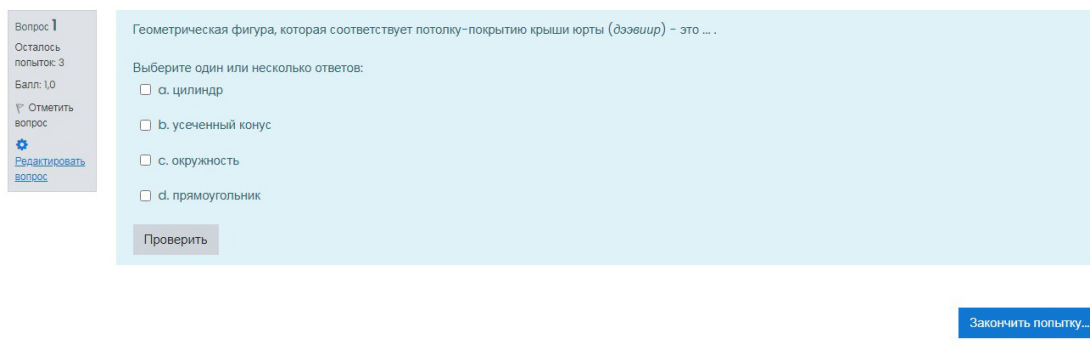 Вопрос 1
Осталось
попыток: 3
Балл: 1,0
Отметить
вопрос
Редактировать
вопрос
Геометрическая фигура, которая соответствует потолку-покрытию крыши юрты (дээвиир) - это ... .
Выберите один или несколько ответов:
a. цилиндр
b. усеченный конус
c. окружность
d. прямоугольник
Проверить
Закончить попытку...